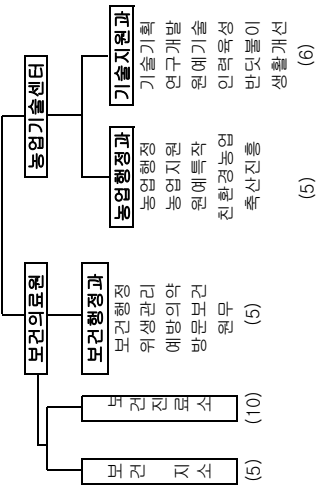 보건의료원
농업기술센터
보건행정과
농업행정과
기술지원과
보건행정
위생관리
예방의약
방문보건
원무
(5)
농업행정
농업지원
원예특작
친환경농업
축산진흥
(5)
기술기획
연구개발
원예기술
인력육성
반딧불이
생활개선
(6)
보건 지소
(5)
보건진료소
(10)